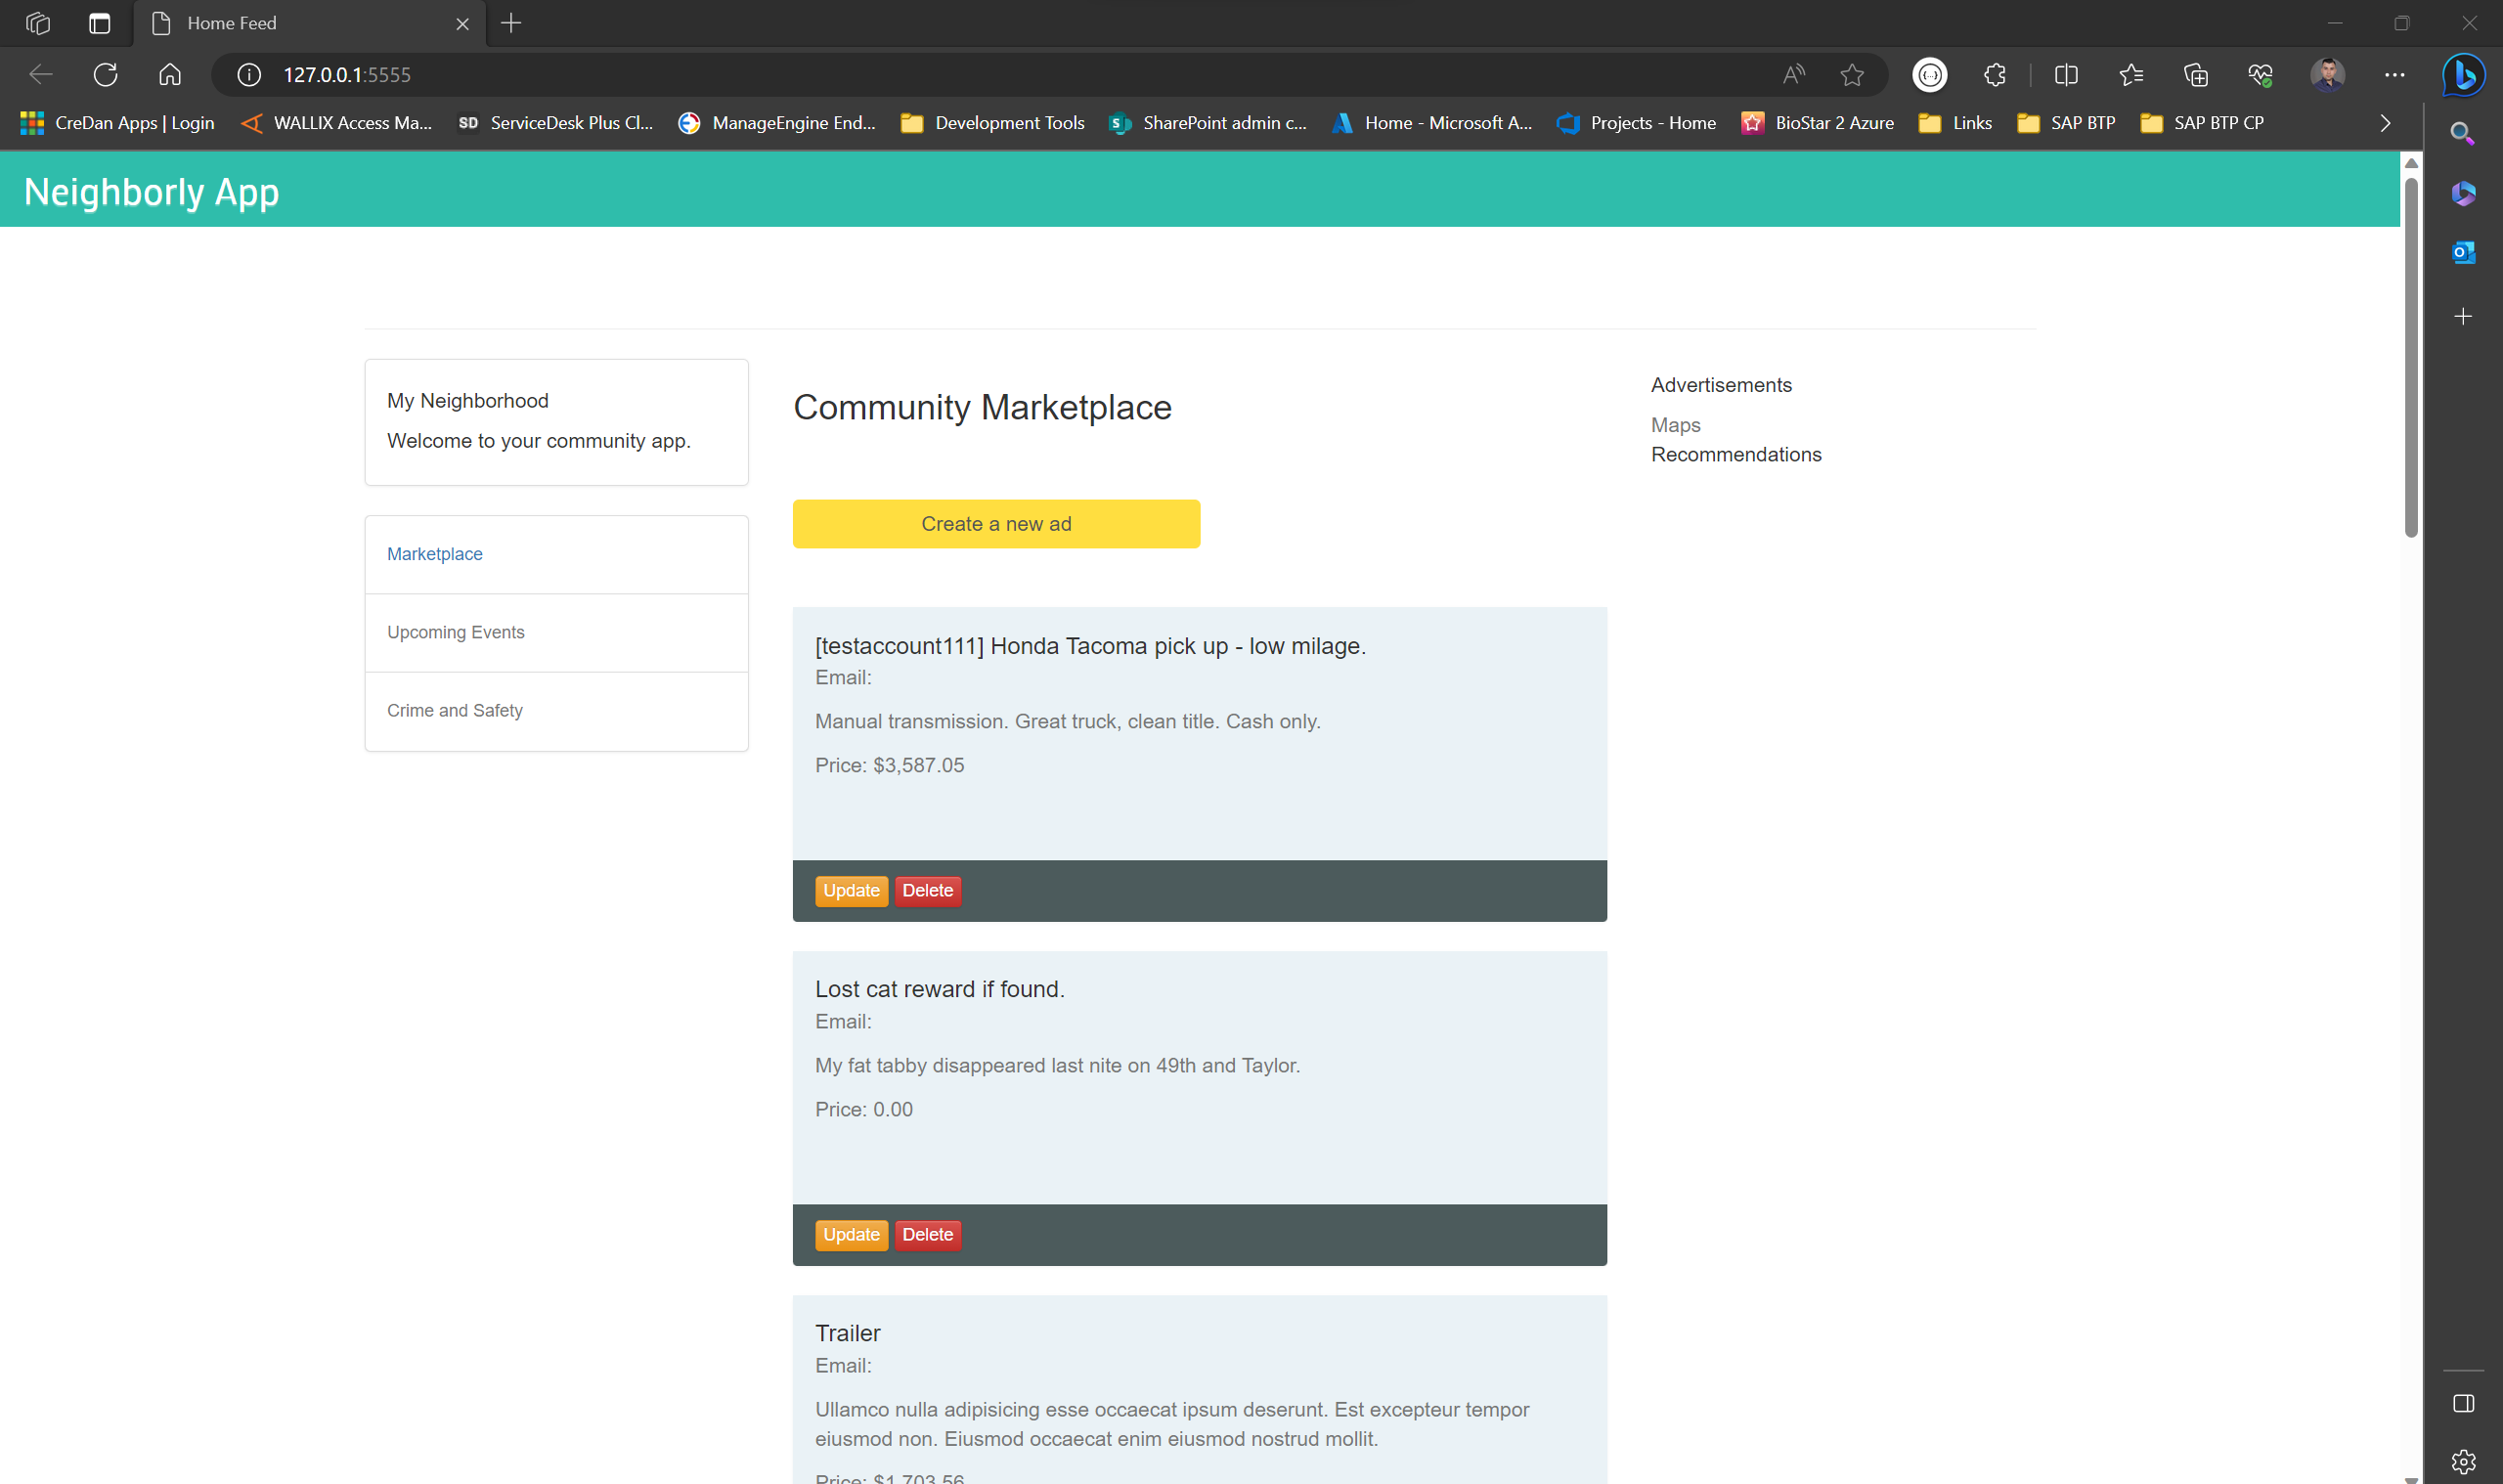 Home Feed
127.0.0.1:5555
CreDan Apps | Login
WALLIX Access Ma...
SD
ServiceDesk Plus Cl...
ManageEngine End...
Development Tools
SharePoint admin c...
Home - Microsoft A...
Projects - Home
BioStar 2 Azure
Links
SAP BTP
SAP BTP CP
Neighborly App
My Neighborhood
Welcome to your community app.
Marketplace
Upcoming Events
Crime and Safety
Community Marketplace
Create a new ad
[testaccount111] Honda Tacoma pick up - low milage.
Email:
Manual transmission. Great truck, clean title. Cash only.
Price: $3,587.05
Update Delete
Lost cat reward if found.
Email:
My fat tabby disappeared last nite on 49th and Taylor.
Price: 0.00
Update Delete
Trailer
Email:
Ullamco nulla adipisicing esse occaecat ipsum deserunt. Est excepteur tempor
eiusmod non. Eiusmod occaecat enim eiusmod nostrud mollit.
Price: $1,703.56
Advertisements
Maps
Recommendations